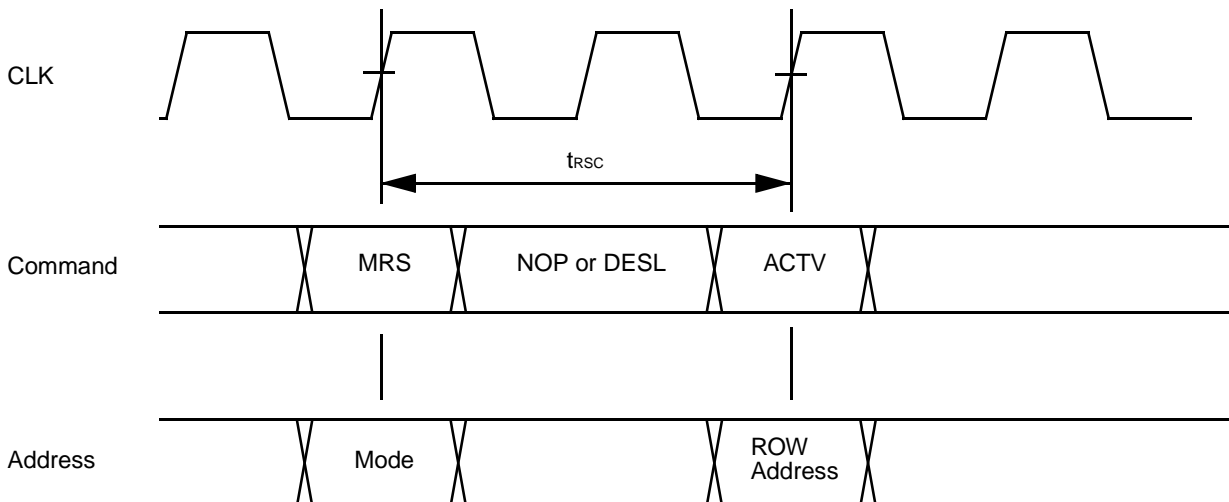 CLK
tRSC
Command MRS NOP or DESL ACTV
Address Mode ROW
Address